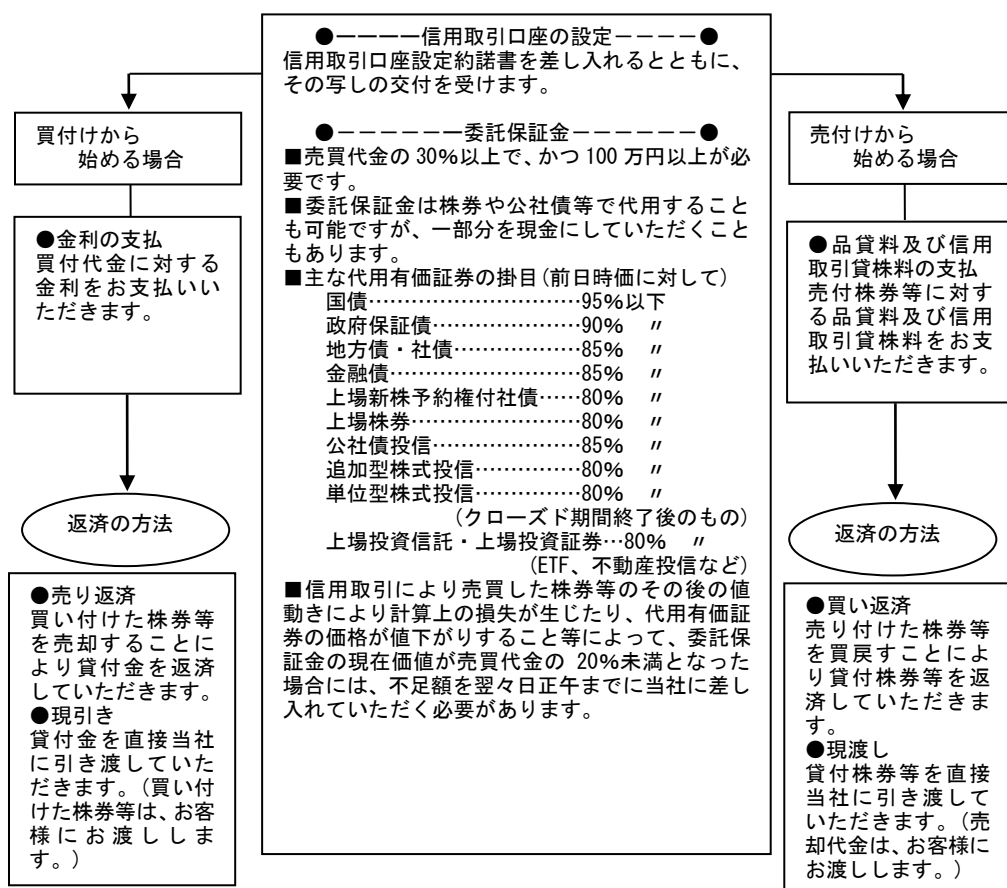 ●ーーーー信用取引口座の設定ーーーー●
信用取引口座設定約諾書を差し入れるとともに、
その写しの交付を受けます。
●ーーーーーー委託保証金ーーーーーー●
■売買代金の30%以上で、かつ100万円以上が必
要です。
■委託保証金は株券や公社債等で代用すること
も可能ですが、一部分を現金にしていただくこと
もあります。
■主な代用有価証券の掛目(前日時価に対して)
国債…………………………95%以下
政府保証債…………………90% 〃
地方債・社債………………85% 〃
金融債………………………85% 〃
上場新株予約権付社債……80% 〃
上場株券……………………80% 〃
公社債投信…………………85% 〃
追加型株式投信……………80% 〃
単位型株式投信……………80% 〃
(クローズド期間終了後のもの)
上場投資信託・上場投資証券…80% 〃
(ETF、不動産投信など)
■信用取引により売買した株券等のその後の値
動きにより計算上の損失が生じたり、代用有価証
券の価格が値下がりすること等によって、委託保
証金の現在価値が売買代金の 20%未満となった
場合には、不足額を翌々日正午までに当社に差し
入れていただく必要があります。
買付けから
始める場合
●金利の支払
買付代金に対する
金利をお支払いい
ただきます。
返済の方法
●売り返済
買い付けた株券等
を売却することに
より貸付金を返済
していただきます。
●現引き
貸付金を直接当社
に引き渡していた
だきます。(買い付
けた株券等は、お客
様にお渡ししま
す。)
売付けから
始める場合
●品貸料及び信用
取引貸株料の支払
売付株券等に対す
る品貸料及び信用
取引貸株料をお支
払いいただきます。
返済の方法
●買い返済
売り付けた株券等
を買戻すことによ
り貸付株券等を返
済していただきま
す。
●現渡し
貸付株券等を直接
当社に引き渡して
いただきます。(売
却代金は、お客様に
お渡しします。)